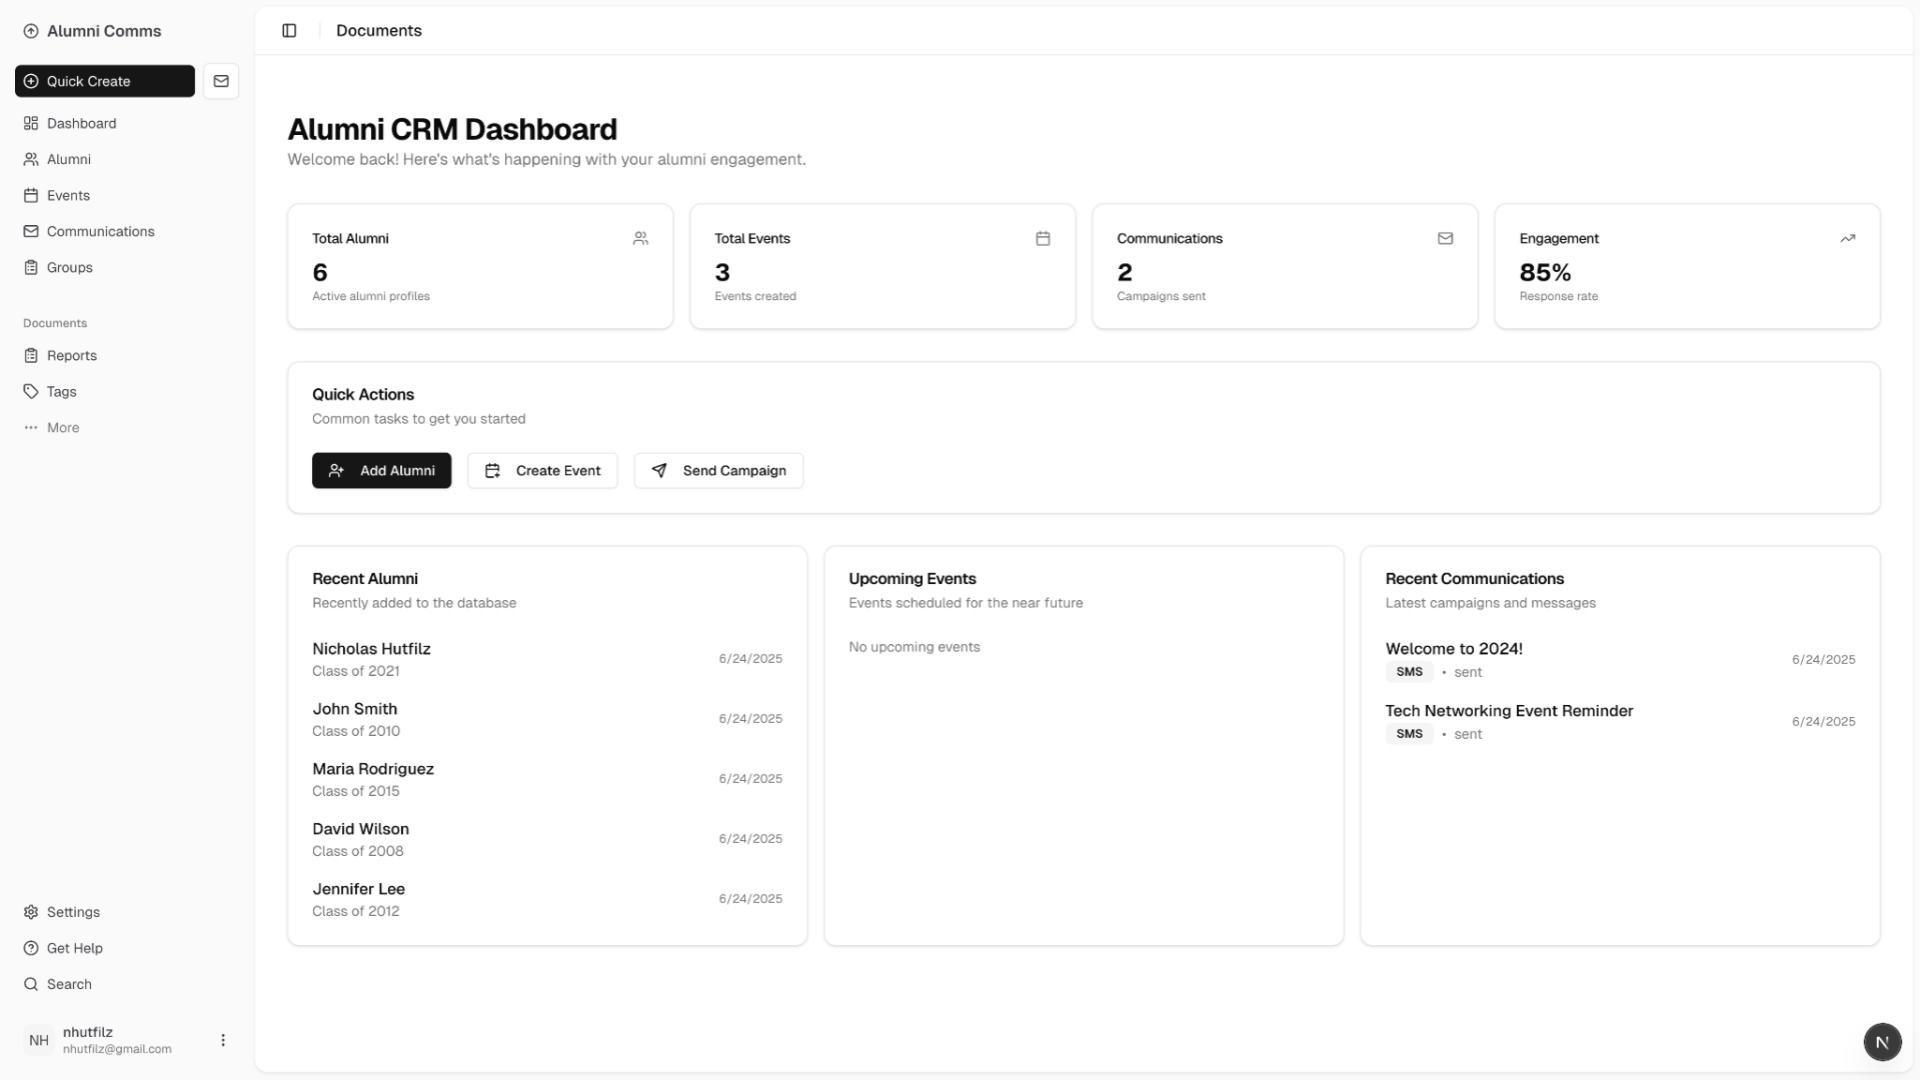 Alumni Comms
Quick Create
Dashboard
Alumni
Events
Communications
Groups
Documents
Reports
Tags
More
Settings
Get Help
Search
NH
nhutfilz
nhutfilz@gmail.com
Documents
Alumni CRM Dashboard
Welcome back! Here's what's happening with your alumni engagement.
Total Alumni
6
Active alumni profiles
Total Events
3
Events created
Communications
2
Campaigns sent
Engagement
85%
Response rate
Quick Actions
Common tasks to get you started
Add Alumni
Create Event
Send Campaign
Recent Alumni
Recently added to the database
Nicholas Hutfilz
Class of 2021
6/24/2025
John Smith
Class of 2010
6/24/2025
Maria Rodriguez
Class of 2015
6/24/2025
David Wilson
Class of 2008
6/24/2025
Jennifer Lee
Class of 2012
6/24/2025
Upcoming Events
Events scheduled for the near future
No upcoming events
Recent Communications
Latest campaigns and messages
Welcome to 2024!
SMS • sent
6/24/2025
Tech Networking Event Reminder
SMS • sent
6/24/2025
N